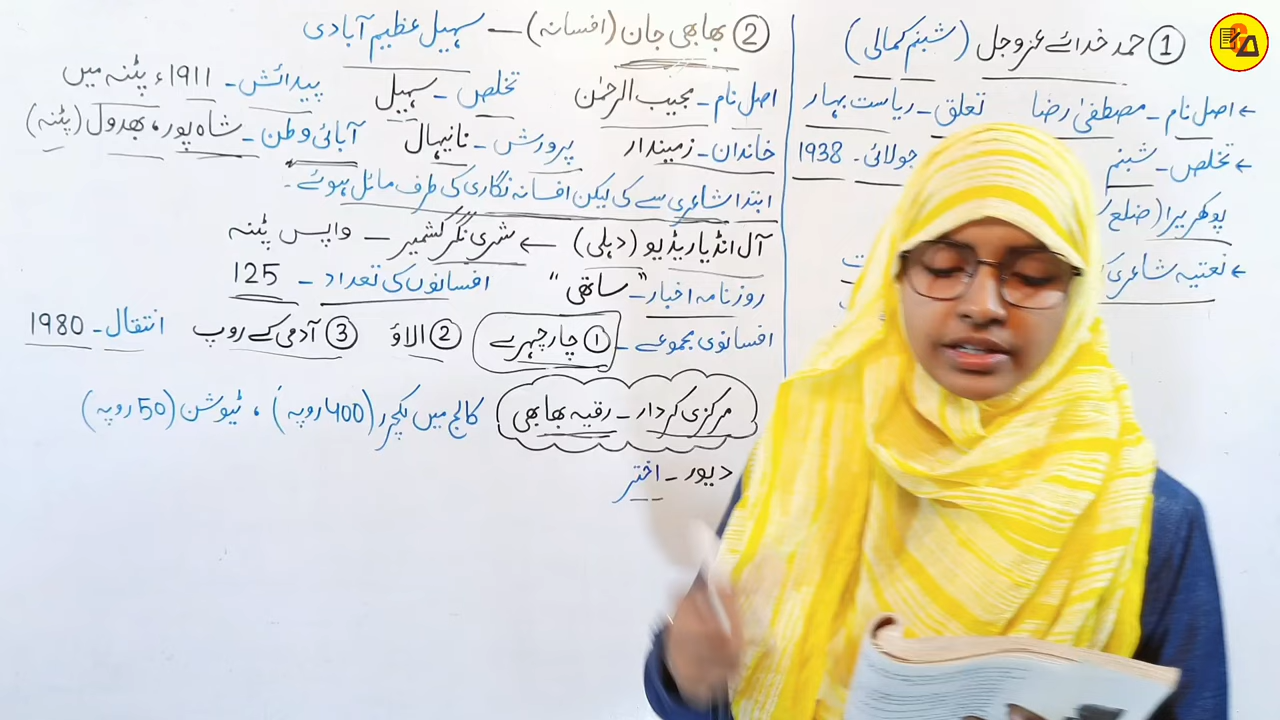 ① حمد خدائے عزوجل (شبنم کمالی)
← اصل نام - مصطفیٰ رضا تعلق - ریاست بہار
← تخلص - شبنم جولائی - 1938
پوکھریرا (ضلع
← نعتیہ شاعری
② بھابھی جان (افسانہ) - سہیل عظیم آبادی
اصل نام - مجیب الرحمٰن تخلص - سہیل پیدائش - 1911ء پٹنہ میں
خاندان - زمیندار پرورش - نانیہال آبائی وطن - شاہ پور، بھدول (پٹنہ)
ابتدا شاعری سے کی لیکن افسانہ نگاری کی طرف مائل ہوئے۔
آل انڈیا ریڈیو (دہلی) ← شری نگر کشمیر - واپس پٹنہ
روزنامہ اخبار - "ساتھی" افسانوں کی تعداد - 125
افسانوی مجموعے - ① چار چہرے ② الاؤ ③ آدمی کے روپ انتقال - 1980
مرکزی کردار - رقیہ بھابھی کالج میں لکچرر (400 روپہ)، ٹیوشن (50 روپہ)
دیور - اختر